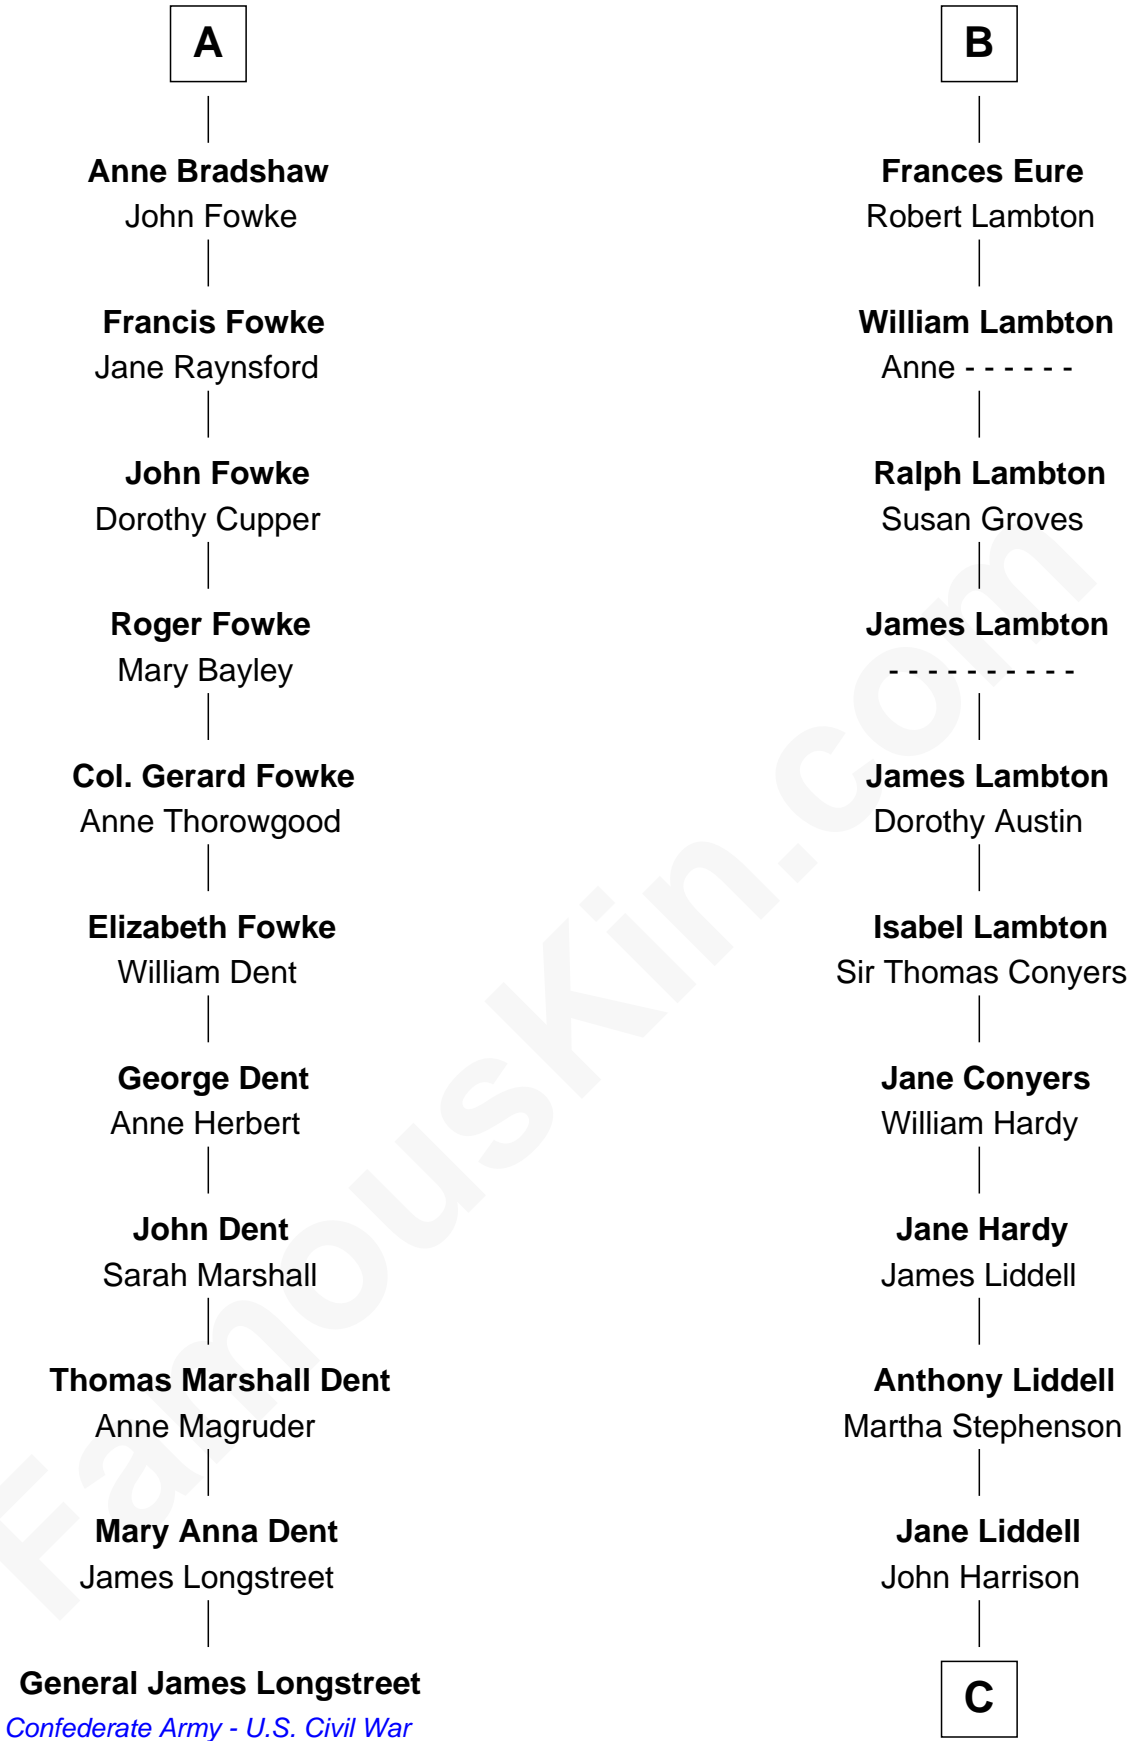 A
Anne Bradshaw
John Fowke
Francis Fowke
Jane Raynsford
John Fowke
Dorothy Cupper
Roger Fowke
Mary Bayley
Col. Gerard Fowke
Anne Thorowgood
Elizabeth Fowke
William Dent
George Dent
Anne Herbert
John Dent
Sarah Marshall
Thomas Marshall Dent
Anne Magruder
Mary Anna Dent
James Longstreet
General James Longstreet
Confederate Army - U.S. Civil War
B
Frances Eure
Robert Lambton
William Lambton
Anne - - - - - -
Ralph Lambton
Susan Groves
James Lambton
- - - - - - - - - -
James Lambton
Dorothy Austin
Isabel Lambton
Sir Thomas Conyers
Jane Conyers
William Hardy
Jane Hardy
James Liddell
Anthony Liddell
Martha Stephenson
Jane Liddell
John Harrison
C
FamousKin.com